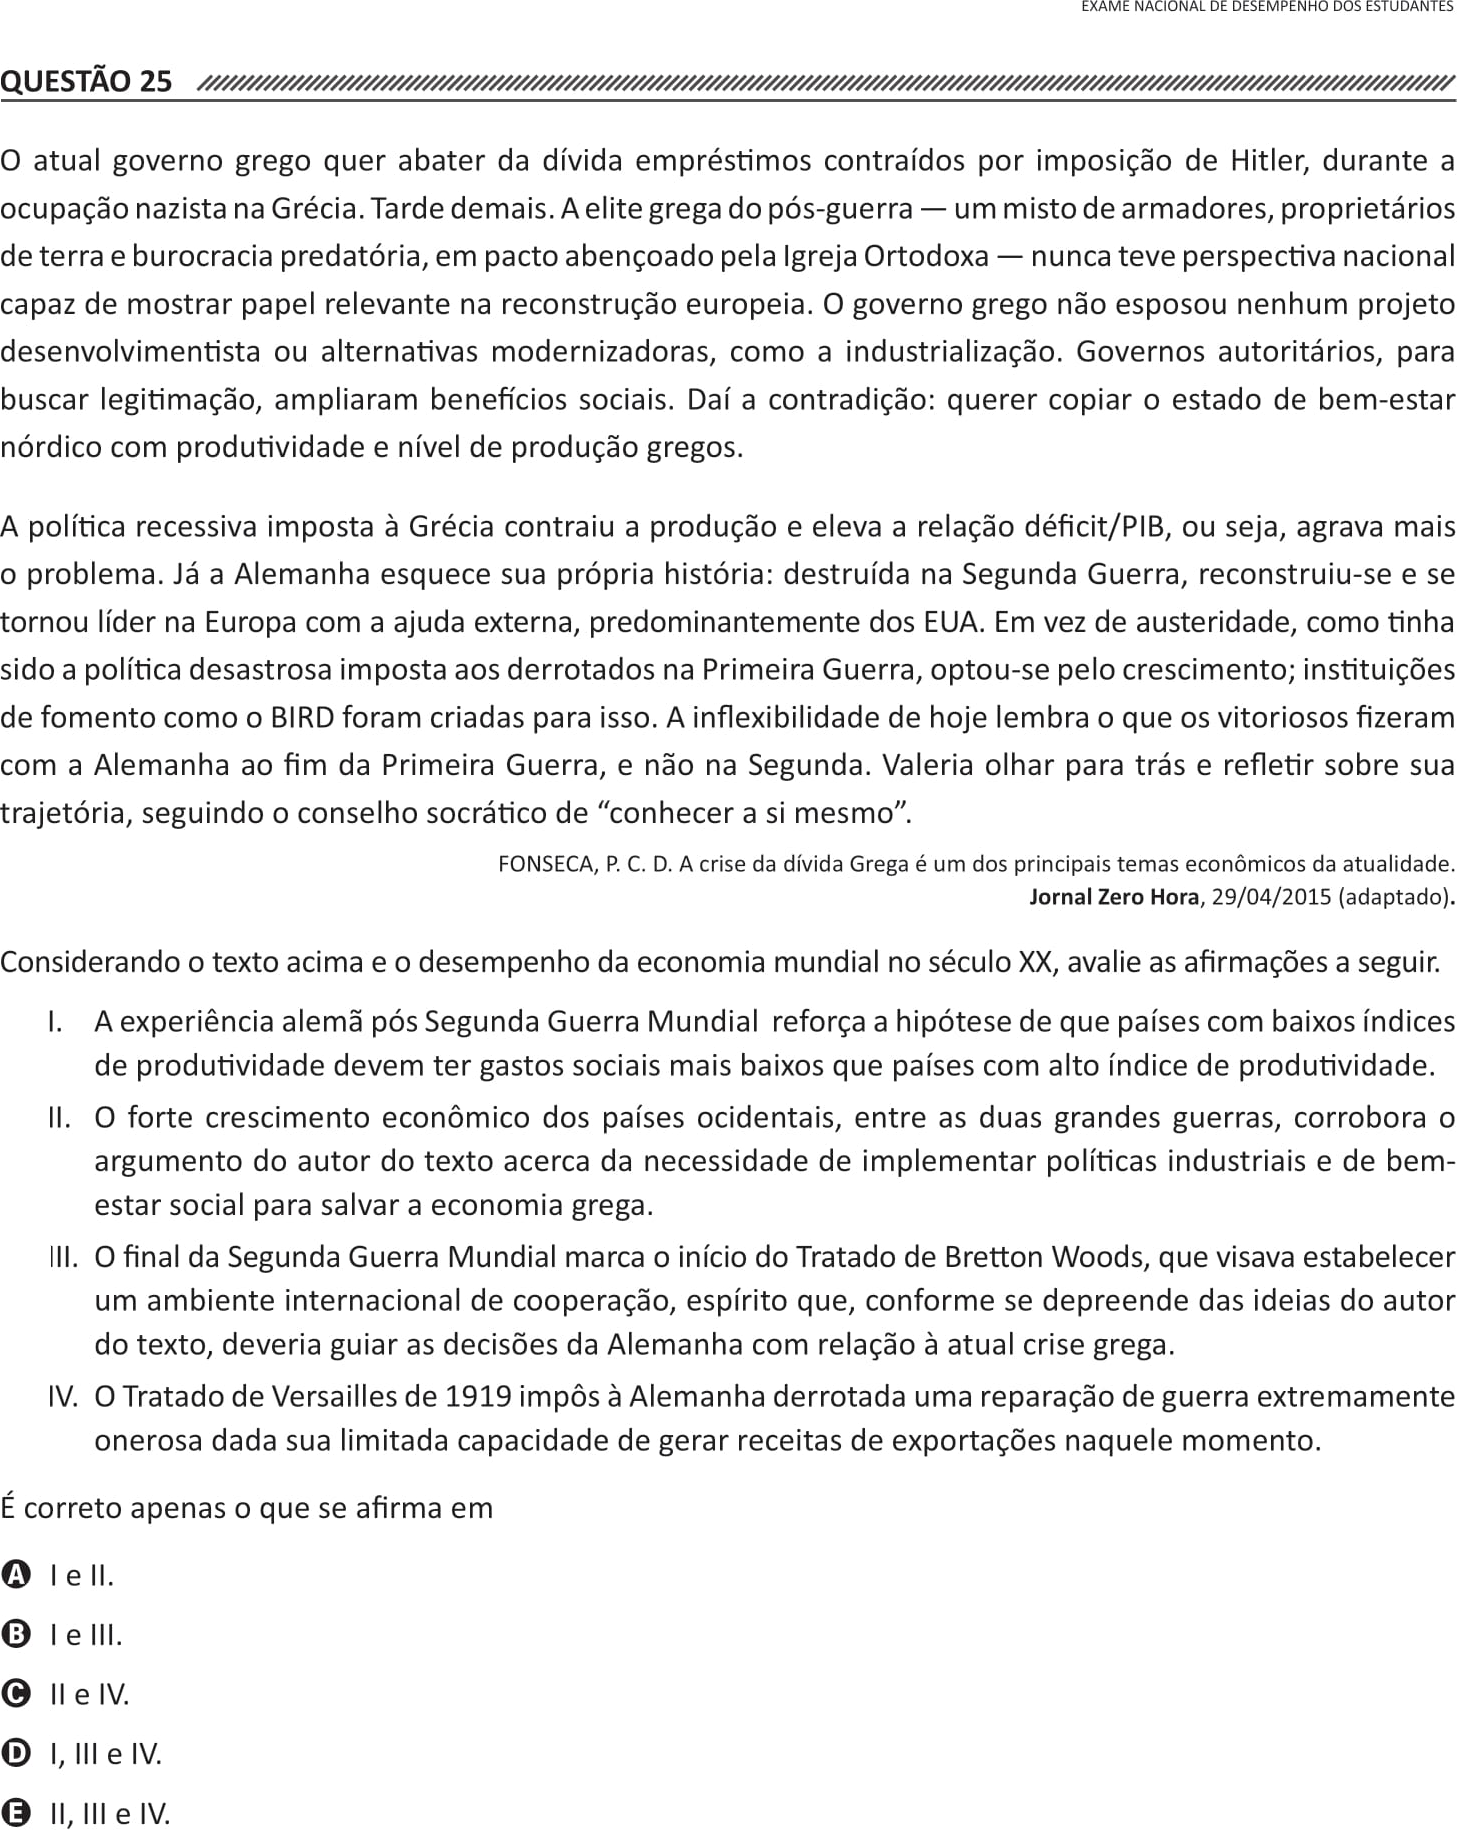 EXAME NACIONAL DE DESEMPENHO DOS ESTUDANTES
QUESTÃO 25
O atual governo grego quer abater da dívida empréstimos contraídos por imposição de Hitler, durante a
ocupação nazista na Grécia. Tarde demais. A elite grega do pós-guerra — um misto de armadores, proprietários
de terra e burocracia predatória, em pacto abençoado pela Igreja Ortodoxa — nunca teve perspectiva nacional
capaz de mostrar papel relevante na reconstrução europeia. O governo grego não esposou nenhum projeto
desenvolvimentista ou alternativas modernizadoras, como a industrialização. Governos autoritários, para
buscar legitimação, ampliaram benefícios sociais. Daí a contradição: querer copiar o estado de bem-estar
nórdico com produtividade e nível de produção gregos.
A política recessiva imposta à Grécia contraiu a produção e eleva a relação déficit/PIB, ou seja, agrava mais
o problema. Já a Alemanha esquece sua própria história: destruída na Segunda Guerra, reconstruiu-se e se
tornou líder na Europa com a ajuda externa, predominantemente dos EUA. Em vez de austeridade, como tinha
sido a política desastrosa imposta aos derrotados na Primeira Guerra, optou-se pelo crescimento; instituições
de fomento como o BIRD foram criadas para isso. A inflexibilidade de hoje lembra o que os vitoriosos fizeram
com a Alemanha ao fim da Primeira Guerra, e não na Segunda. Valeria olhar para trás e refletir sobre sua
trajetória, seguindo o conselho socrático de “conhecer a si mesmo”.
FONSECA, P. C. D. A crise da dívida Grega é um dos principais temas econômicos da atualidade.
Jornal Zero Hora, 29/04/2015 (adaptado).
Considerando o texto acima e o desempenho da economia mundial no século XX, avalie as afirmações a seguir.
I. A experiência alemã pós Segunda Guerra Mundial reforça a hipótese de que países com baixos índices
de produtividade devem ter gastos sociais mais baixos que países com alto índice de produtividade.
II. O forte crescimento econômico dos países ocidentais, entre as duas grandes guerras, corrobora o
argumento do autor do texto acerca da necessidade de implementar políticas industriais e de bem-
estar social para salvar a economia grega.
III. O final da Segunda Guerra Mundial marca o início do Tratado de Bretton Woods, que visava estabelecer
um ambiente internacional de cooperação, espírito que, conforme se depreende das ideias do autor
do texto, deveria guiar as decisões da Alemanha com relação à atual crise grega.
IV. O Tratado de Versailles de 1919 impôs à Alemanha derrotada uma reparação de guerra extremamente
onerosa dada sua limitada capacidade de gerar receitas de exportações naquele momento.
É correto apenas o que se afirma em
A I e II.
B I e III.
C II e IV.
D I, III e IV.
E II, III e IV.